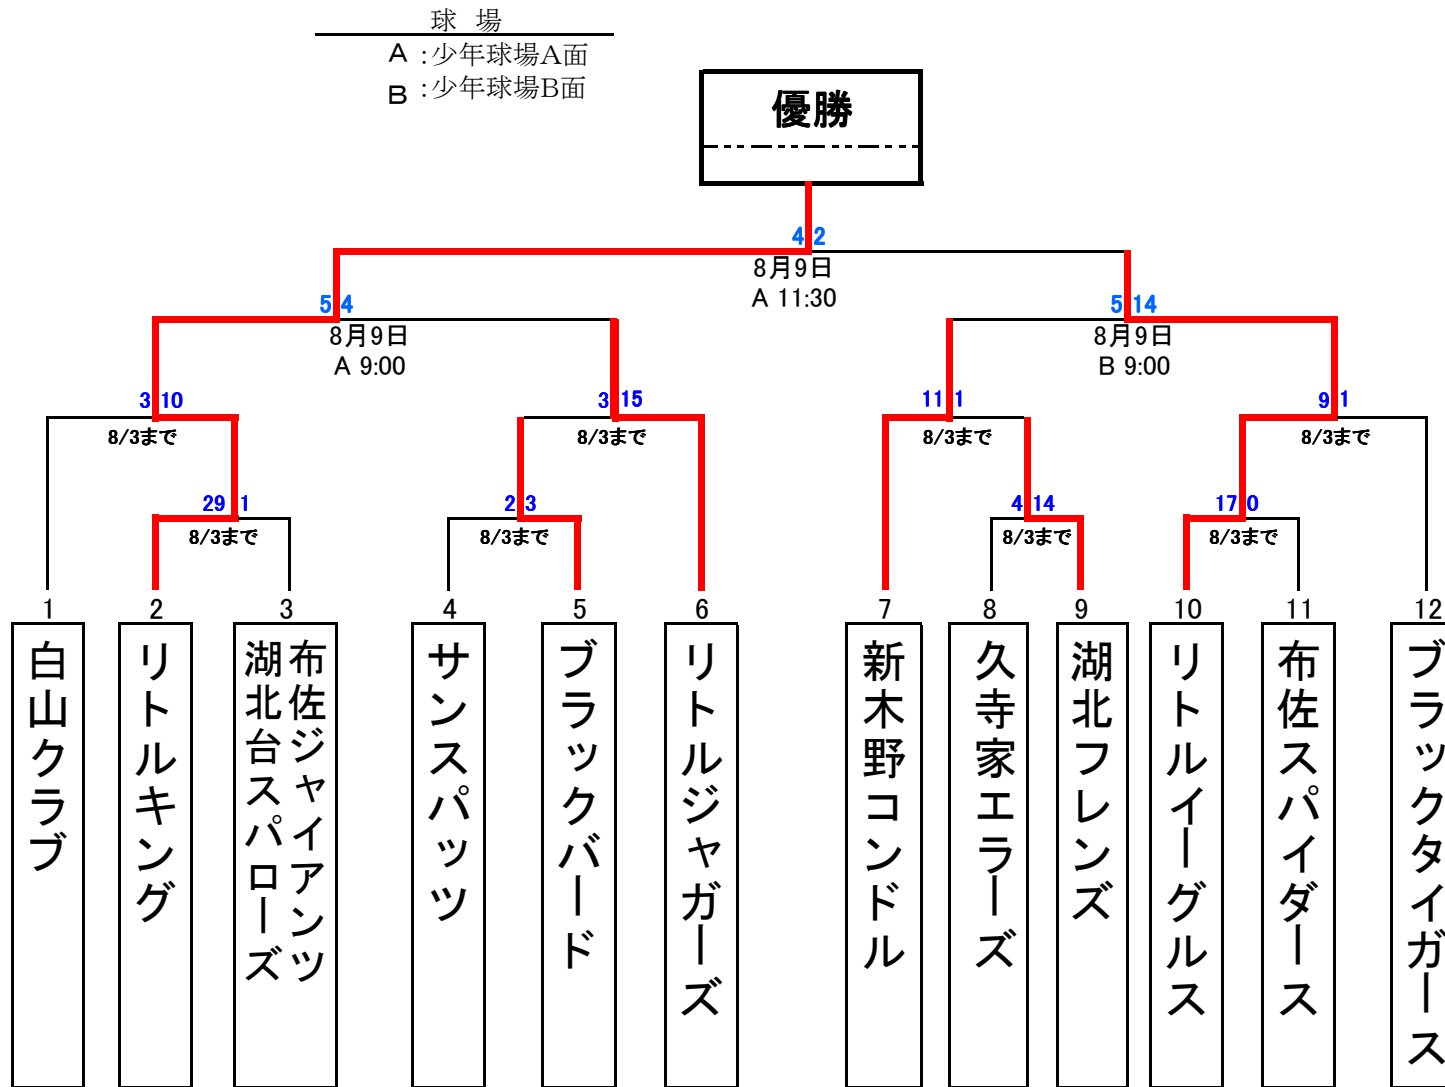 球 場
A :少年球場A面
B :少年球場B面
優勝
4 2
8月9日
A 11:30
5 4
8月9日
A 9:00
5 14
8月9日
B 9:00
3 10
8/3まで
3 15
8/3まで
11 1
8/3まで
9 1
8/3まで
29 1
8/3まで
2 3
8/3まで
4 14
8/3まで
17 0
8/3まで
1
白山クラブ
2
リトルキング
3
布佐ジャイアンツ
湖北台スパローズ
4
サンスパッツ
5
ブラックバード
6
リトルジャガーズ
7
新木野コンドル
8
久寺家エラーズ
9
湖北フレンズ
10
リトルイーグルス
11
布佐スパイダース
12
ブラックタイガース